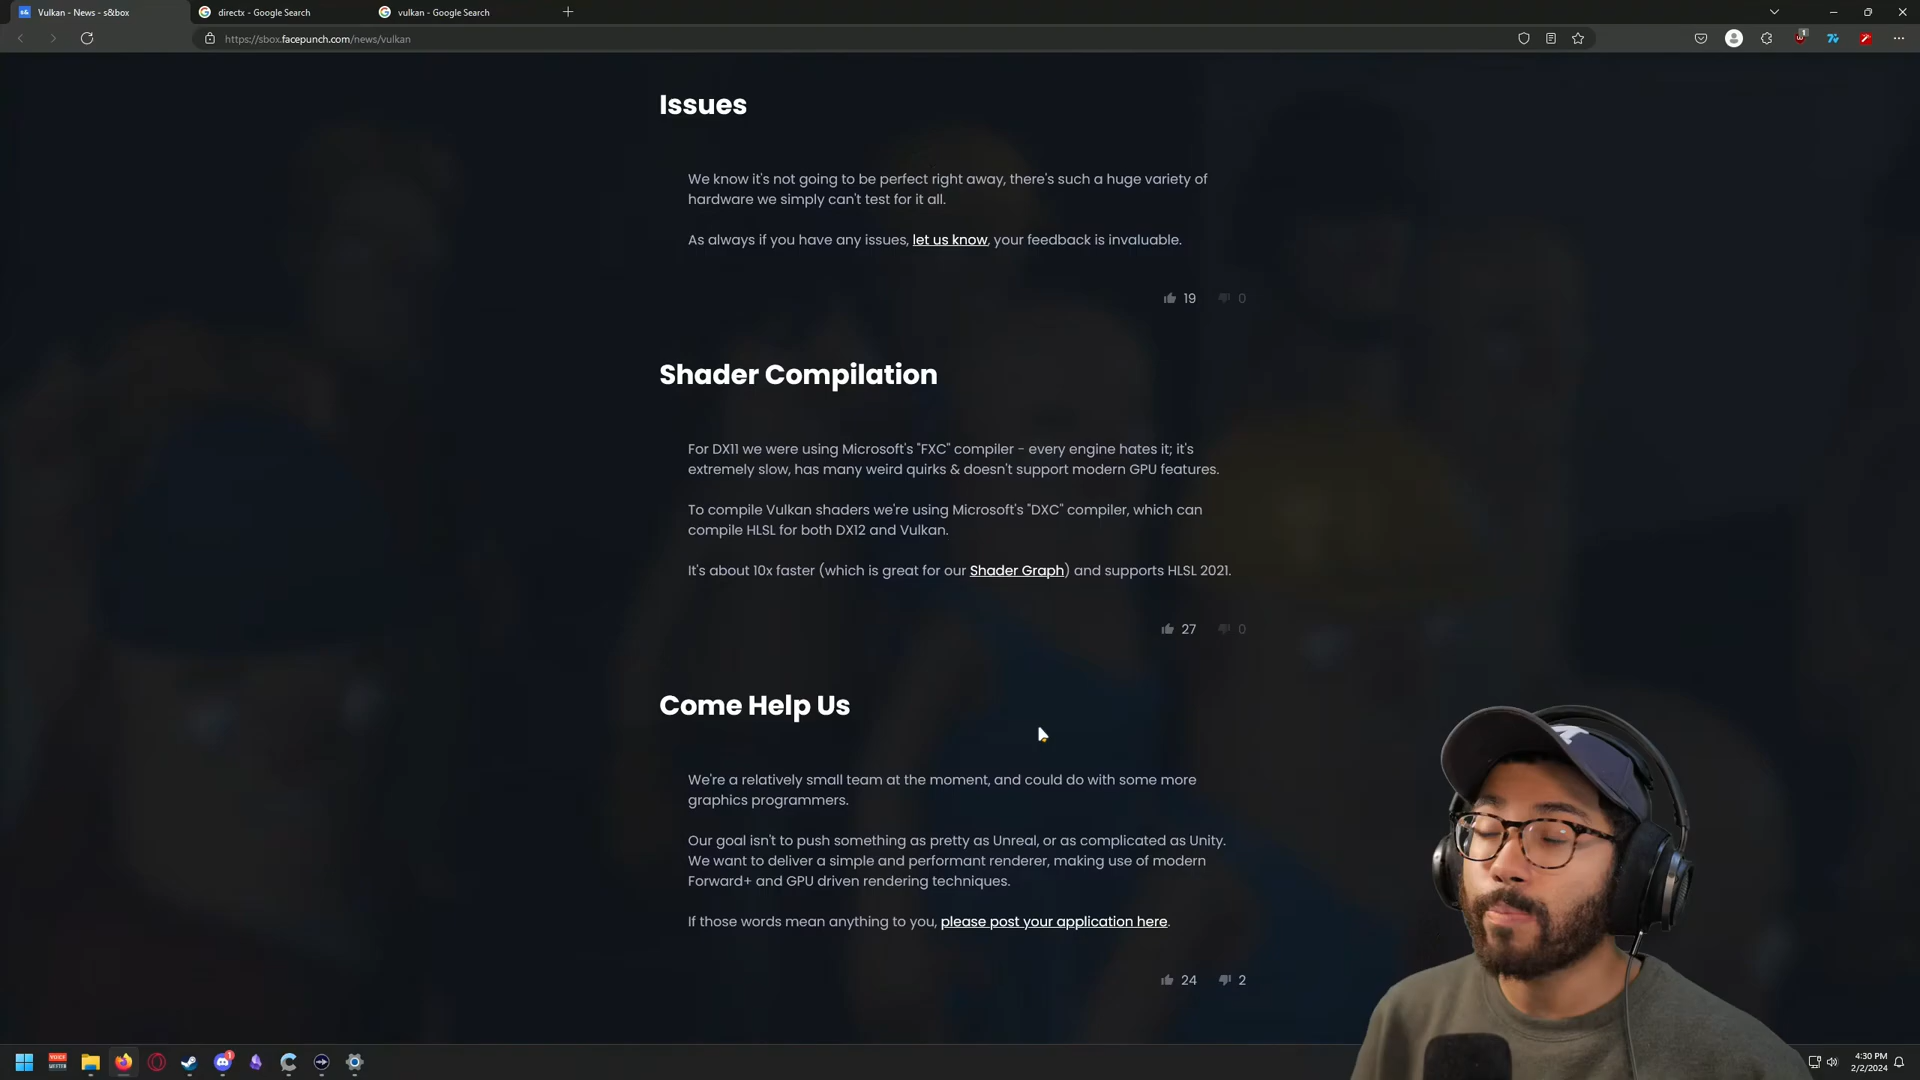 Vulkan - News - s&box
directx - Google Search
vulkan - Google Search
https://sbox.facepunch.com/news/vulkan
1
Issues
We know it's not going to be perfect right away, there's such a huge variety of
hardware we simply can't test for it all.
As always if you have any issues, let us know, your feedback is invaluable.
19 0
Shader Compilation
For DX11 we were using Microsoft's "FXC" compiler - every engine hates it; it's
extremely slow, has many weird quirks & doesn't support modern GPU features.
To compile Vulkan shaders we're using Microsoft's "DXC" compiler, which can
compile HLSL for both DX12 and Vulkan.
It's about 10x faster (which is great for our Shader Graph) and supports HLSL 2021.
27 0
Come Help Us
We're a relatively small team at the moment, and could do with some more
graphics programmers.
Our goal isn't to push something as pretty as Unreal, or as complicated as Unity.
We want to deliver a simple and performant renderer, making use of modern
Forward+ and GPU driven rendering techniques.
If those words mean anything to you, please post your application here.
24 2
VOICE
MEETER
1
4:30 PM
2/2/2024